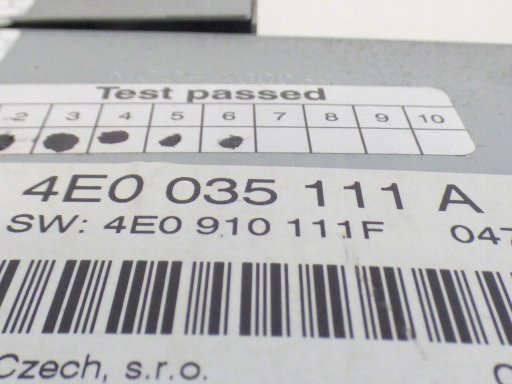 Test passed
2 3 4 5 6 7 8 9 10
4E0 035 111 A
SW: 4E0 910 111F 047
Czech, s.r.o.